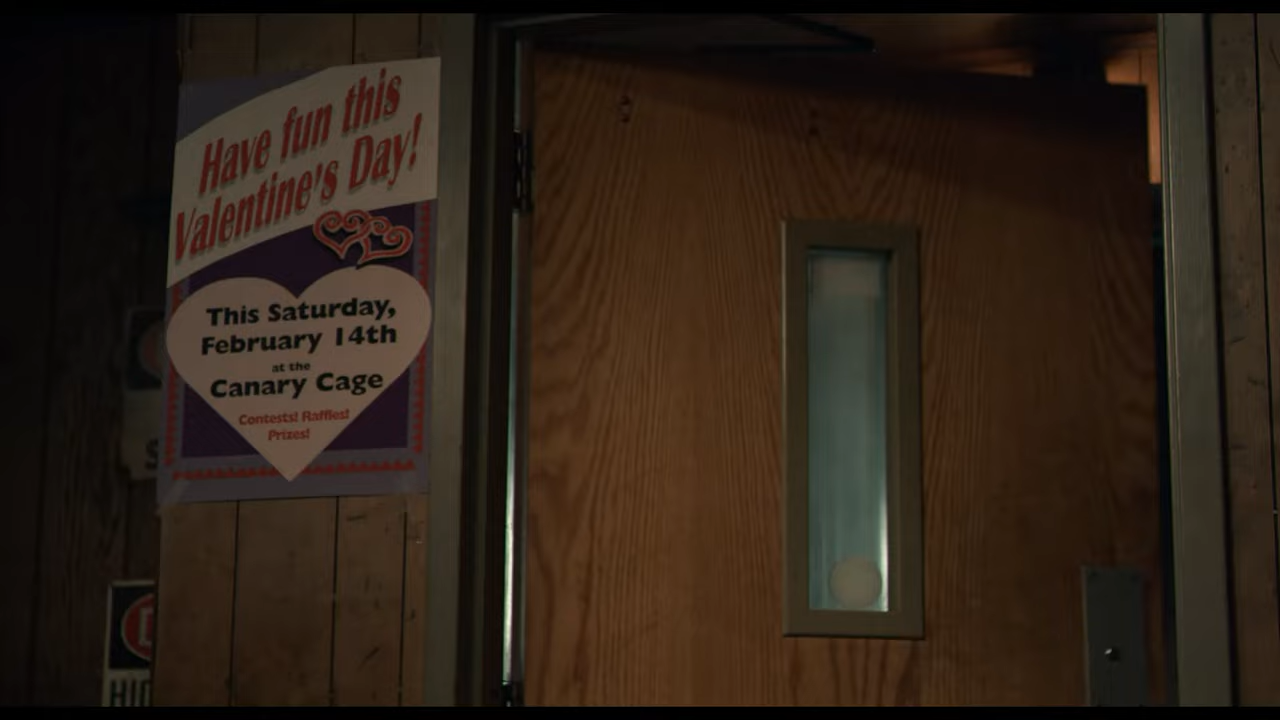 Have fun this
Valentine's Day!
This Saturday,
February 14th
at the
Canary Cage
Contests! Raffles!
Prizes!